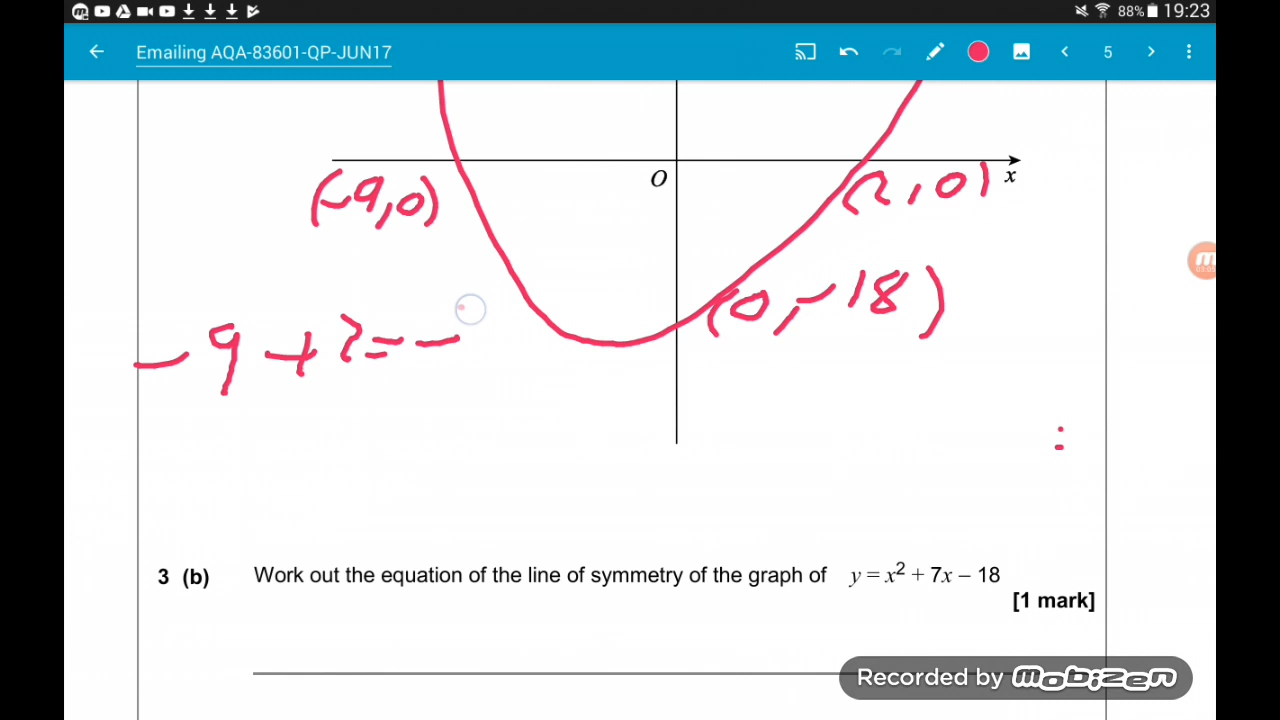 88% 19:23
Emailing AQA-83601-QP-JUN17
5
O
x
(-9,0)
(2,0)
(0,-18)
-9+2=-
:
3 (b) Work out the equation of the line of symmetry of the graph of y = x² + 7x – 18
[1 mark]
Recorded by mobizen